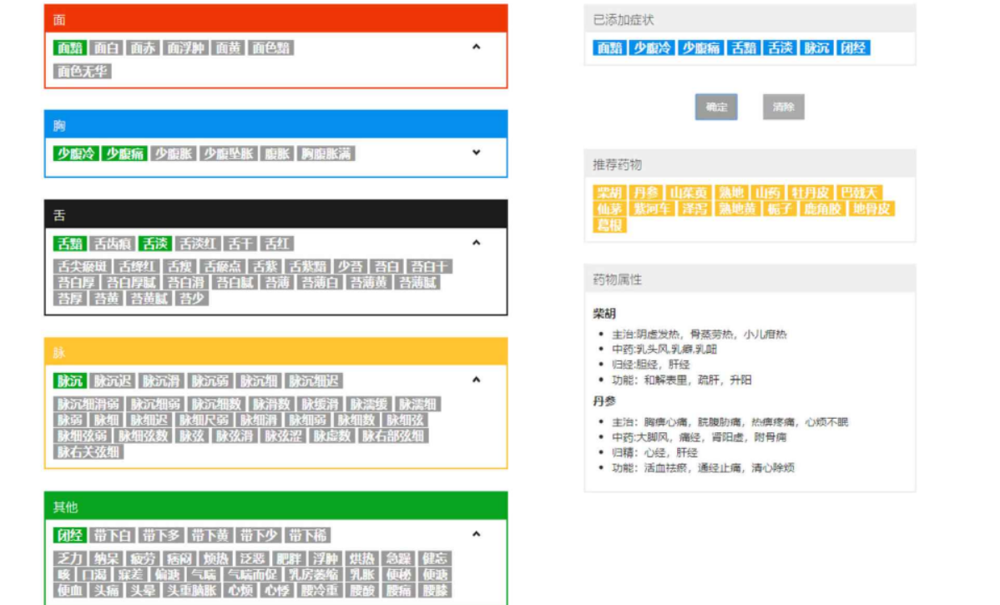 面
面黯 面白 面赤 面浮肿 面黄 面色黯
面色无华
胸
少腹冷 少腹痛 少腹胀 少腹坠胀 腹胀 胸腹胀满
舌
舌黯 舌齿痕 舌淡 舌淡红 舌干 舌红
舌尖瘀斑 舌绛红 舌瘦 舌瘀点 舌紫 舌紫黯 少苔 苔白 苔白干
苔白厚 苔白厚腻 苔白滑 苔白腻 苔薄 苔薄白 苔薄黄 苔薄腻
苔厚 苔黄 苔黄腻 苔少
脉
脉沉 脉沉迟 脉沉滑 脉沉弱 脉沉细 脉沉细迟
脉沉细滑弱 脉沉细弱 脉沉细数 脉滑数 脉缓滑 脉濡缓 脉濡细
脉弱 脉细 脉细迟 脉细尺弱 脉细滑 脉细弱 脉细数 脉细弦
脉细弦弱 脉细弦数 脉弦 脉弦滑 脉弦涩 脉虚数 脉右部弦细
脉右关弦细
其他
闭经 带下白 带下多 带下黄 带下少 带下稀
乏力 纳呆 疲劳 痞闷 烦热 泛恶 肥胖 浮肿 烘热 急躁 健忘
咳 口渴 寐差 偏溏 气喘 气喘而促 乳房萎缩 乳胀 便秘 便溏
便血 头痛 头晕 头重脑胀 心烦 心悸 腰冷重 腰酸 腰痛 腰膝
已添加症状
面黯 少腹冷 少腹痛 舌黯 舌淡 脉沉 闭经
确定 清除
推荐药物
柴胡 丹参 山茱萸 熟地 山药 牡丹皮 巴戟天
仙茅 紫河车 泽泻 熟地黄 栀子 鹿角胶 地骨皮
葛根
药物属性
柴胡
主治:阴虚发热，骨蒸劳热，小儿疳热
中药:乳头风,乳癖,乳衄
归经:胆经，肝经
功能：和解表里，疏肝，升阳
丹参
主治：胸痹心痛，脘腹胁痛，热痹疼痛，心烦不眠
中药:大脚风，痛经，肾阳虚，附骨疽
归精：心经，肝经
功能：活血祛瘀，通经止痛，清心除烦